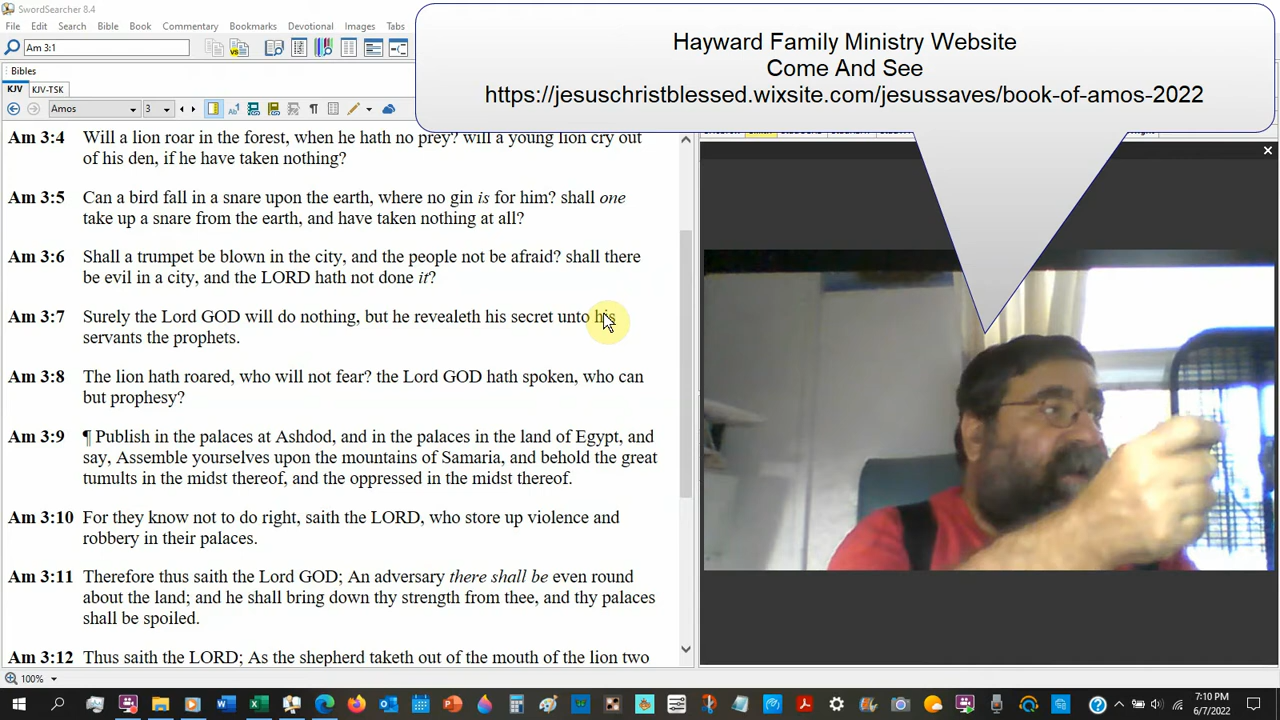 SwordSearcher 8.4
File Edit Search Bible Book Commentary Bookmarks Devotional Images Tabs
Am 3:1
Bibles
KJV KJV-TSK
Amos 3
Hayward Family Ministry Website
Come And See
https://jesuschristblessed.wixsite.com/jesussaves/book-of-amos-2022
Am 3:4 Will a lion roar in the forest, when he hath no prey? will a young lion cry out
of his den, if he have taken nothing?
Am 3:5 Can a bird fall in a snare upon the earth, where no gin is for him? shall one
take up a snare from the earth, and have taken nothing at all?
Am 3:6 Shall a trumpet be blown in the city, and the people not be afraid? shall there
be evil in a city, and the LORD hath not done it?
Am 3:7 Surely the Lord GOD will do nothing, but he revealeth his secret unto his
servants the prophets.
Am 3:8 The lion hath roared, who will not fear? the Lord GOD hath spoken, who can
but prophesy?
Am 3:9 ¶ Publish in the palaces at Ashdod, and in the palaces in the land of Egypt, and
say, Assemble yourselves upon the mountains of Samaria, and behold the great
tumults in the midst thereof, and the oppressed in the midst thereof.
Am 3:10 For they know not to do right, saith the LORD, who store up violence and
robbery in their palaces.
Am 3:11 Therefore thus saith the Lord GOD; An adversary there shall be even round
about the land; and he shall bring down thy strength from thee, and thy palaces
shall be spoiled.
Am 3:12 Thus saith the LORD; As the shepherd taketh out of the mouth of the lion two
100%
7:10 PM
6/7/2022